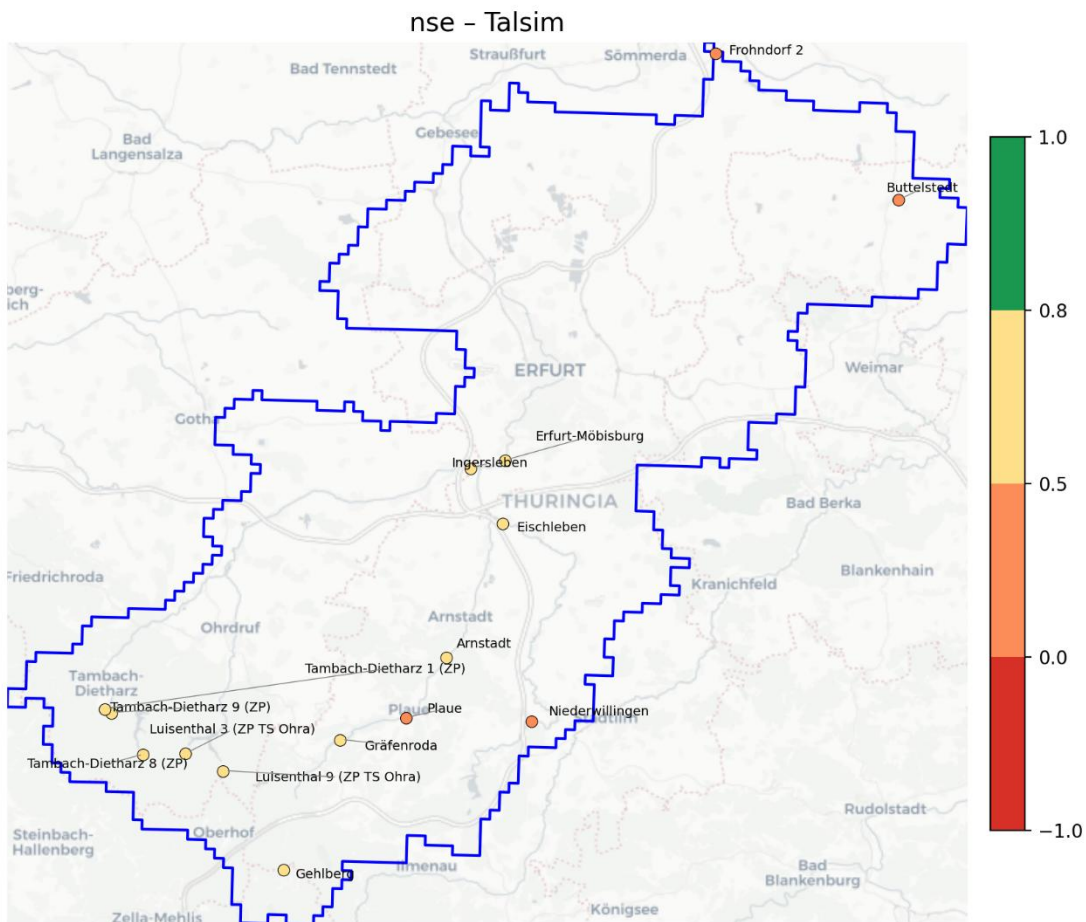 nse – Talsim
Straußfurt
Sömmerda
Frohndorf 2
Bad Tennstedt
Gebesee
Bad
Langensalza
1.0
Buttelstedt
berg-
ich
0.8
ERFURT
Weimar
Gotha
Erfurt-Möbisburg
Ingersleben
0.5
THURINGIA
Bad Berka
Eischleben
Friedrichroda
Kranichfeld
Blankenhain
Ohrdruf
Arnstadt
Arnstadt
0.0
Tambach-Dietharz 1 (ZP)
Tambach-
Dietharz
Tambach-Dietharz 9 (ZP)
Plaue
Plaue
Niederwillingen
Stadtilm
Luisenthal 3 (ZP TS Ohra)
Gräfenroda
Tambach-Dietharz 8 (ZP)
Luisenthal 9 (ZP TS Ohra)
Rudolstadt
Steinbach-
Hallenberg
Oberhof
−1.0
Ilmenau
Gehlberg
Bad
Blankenburg
Zella-Mehlis
Königsee